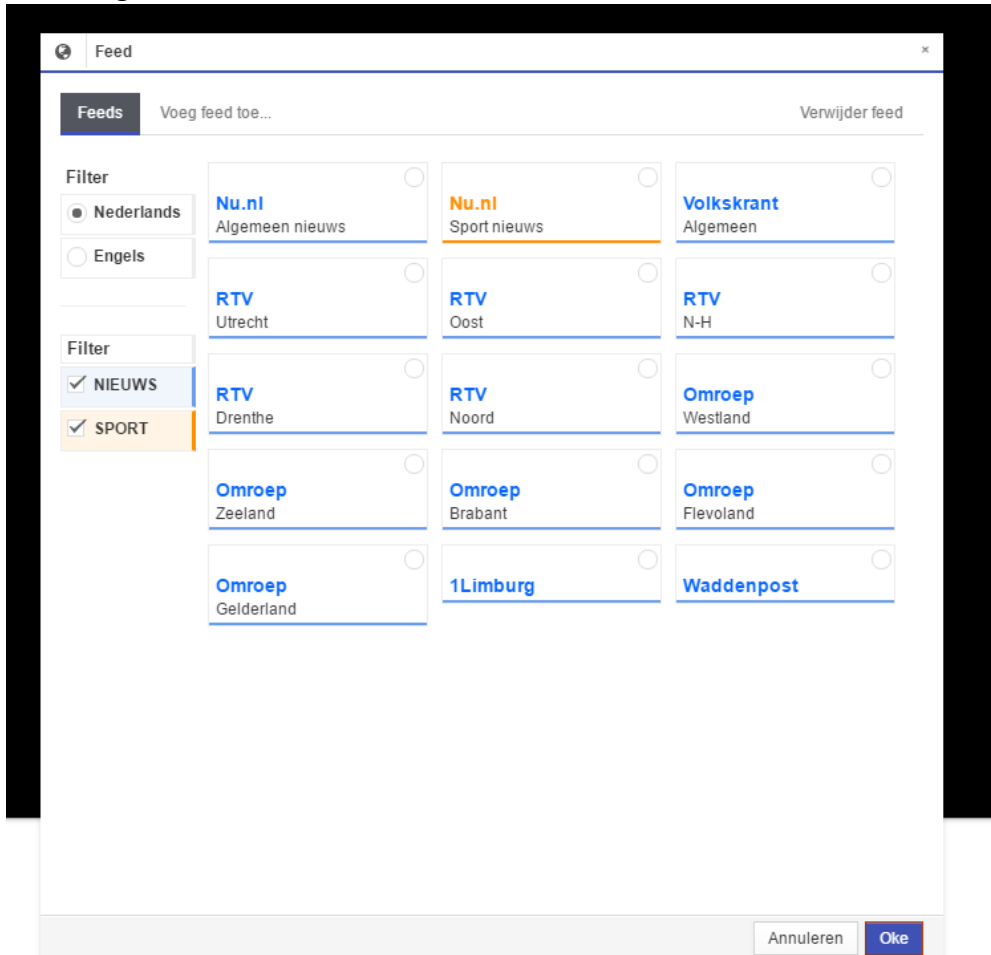 Feed
×
Feeds
Voeg feed toe...
Verwijder feed
Filter
Nederlands
Engels
Filter
NIEUWS
SPORT
Nu.nl
Algemeen nieuws
Nu.nl
Sport nieuws
Volkskrant
Algemeen
RTV
Utrecht
RTV
Oost
RTV
N-H
RTV
Drenthe
RTV
Noord
Omroep
Westland
Omroep
Zeeland
Omroep
Brabant
Omroep
Flevoland
Omroep
Gelderland
1Limburg
Waddenpost
Annuleren
Oke